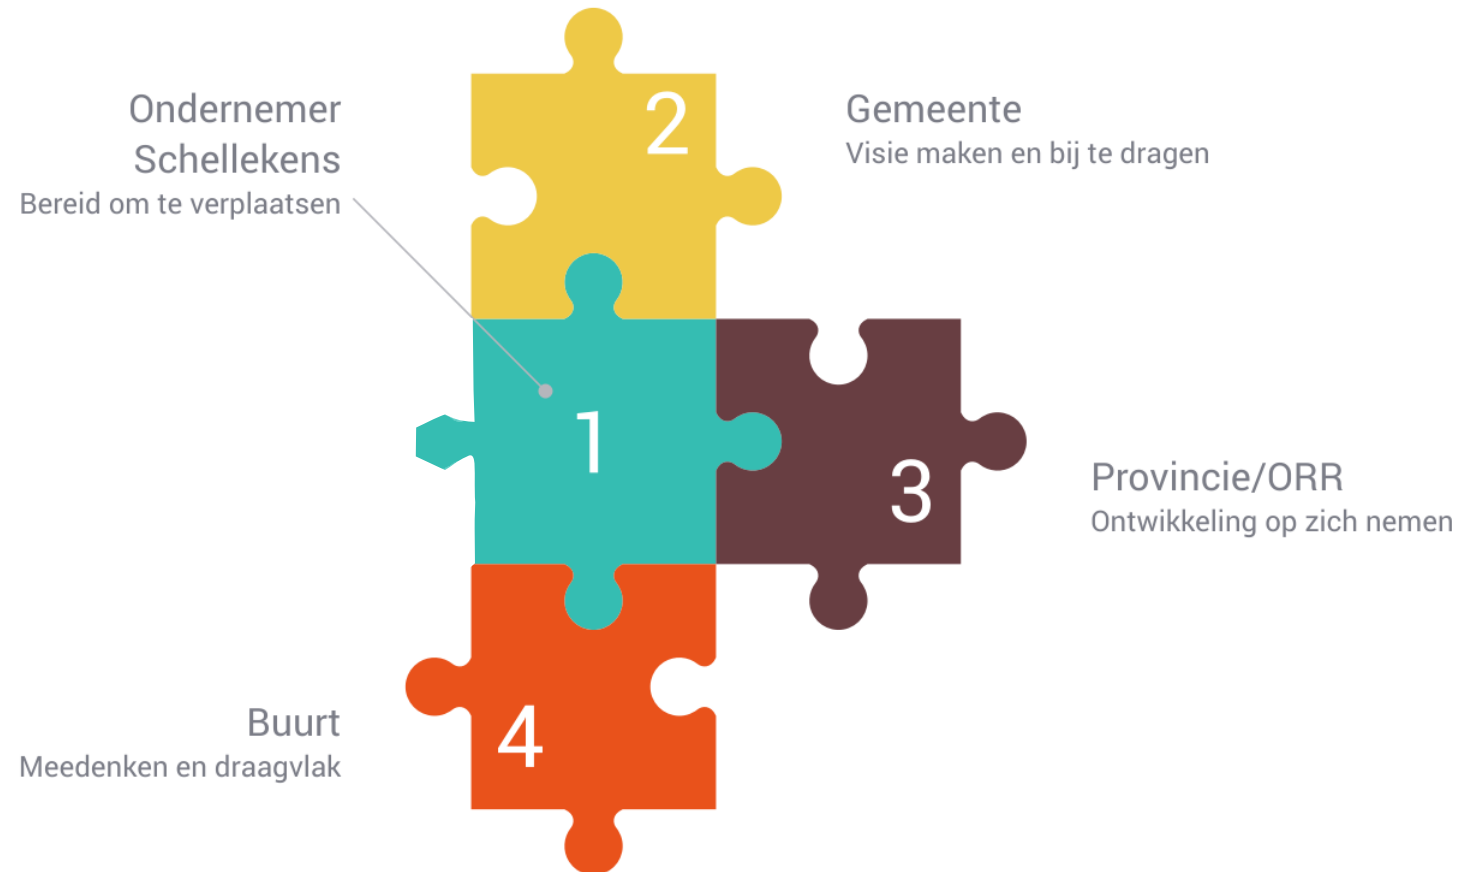 Ondernemer
Schellekens
Bereid om te verplaatsen
1
2
Gemeente
Visie maken en bij te dragen
3
Provincie/ORR
Ontwikkeling op zich nemen
Buurt
Meedenken en draagvlak
4